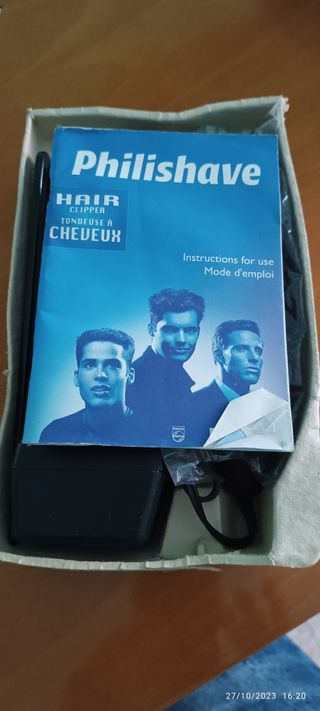 Philishave
HAIR
CLIPPER
TONDEUSE À
CHEVEUX
Instructions for use
Mode d'emploi
27/10/2023 16:20